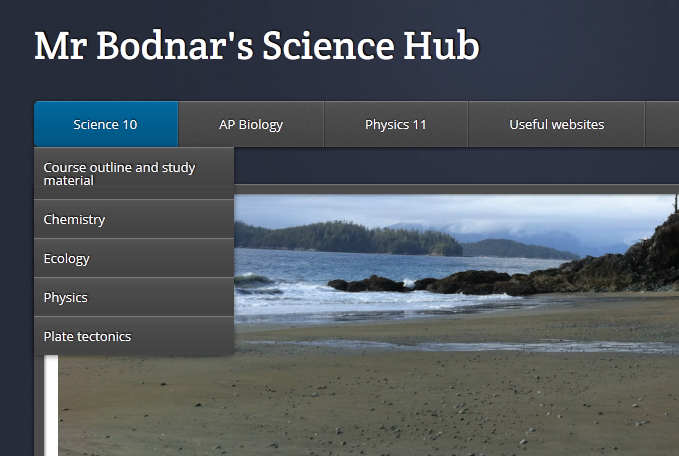 Mr Bodnar's Science Hub
Science 10
AP Biology
Physics 11
Useful websites
Course outline and study
material
Chemistry
Ecology
Physics
Plate tectonics